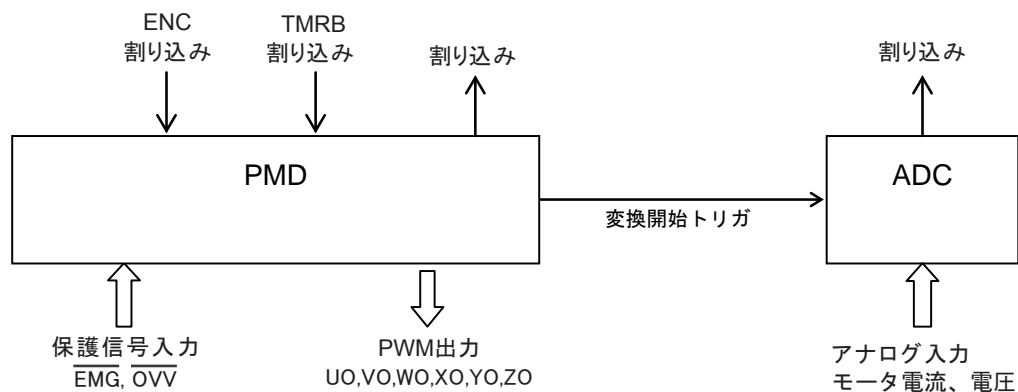 ENC
割り込み
TMRB
割り込み
割り込み
割り込み
PMD
ADC
変換開始トリガ
保護信号入力
EMG, OVV
PWM出力
UO,VO,WO,XO,YO,ZO
アナログ入力
モータ電流、電圧